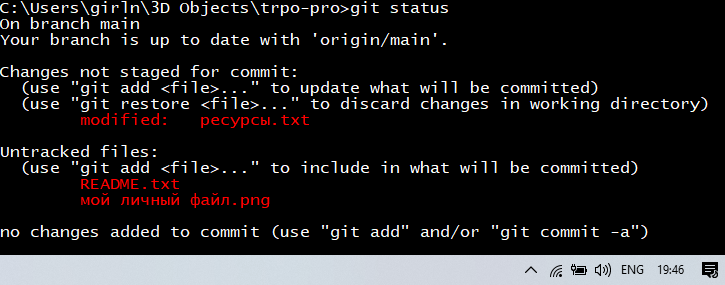 C:\Users\girln\3D Objects\trpo-pro>git status
On branch main
Your branch is up to date with 'origin/main'.
Changes not staged for commit:
(use "git add <file>..." to update what will be committed)
(use "git restore <file>..." to discard changes in working directory)
modified: ресурсы.txt
Untracked files:
(use "git add <file>..." to include in what will be committed)
README.txt
мой личный файл.png
no changes added to commit (use "git add" and/or "git commit -a")
ENG 19:46